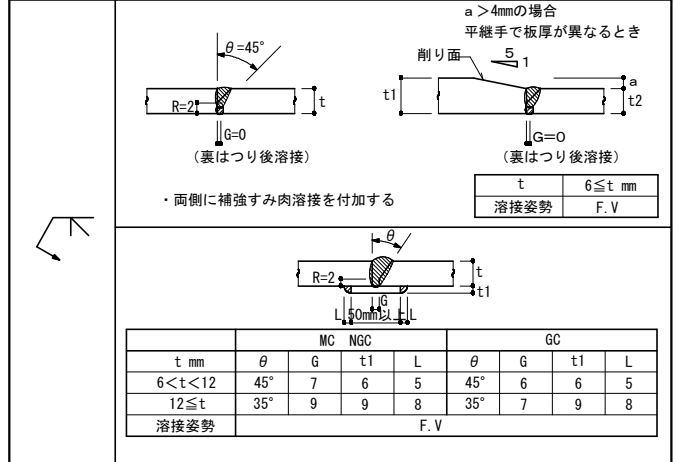 a>4mmの場合
平継手で板厚が異なるとき
θ=45°
削り面
5
1
R=2
t
t1
a
t2
G=0
G=0
(裏はつり後溶接)
(裏はつり後溶接)
・両側に補強すみ肉溶接を付加する
t 6≦t mm
溶接姿勢 F.V
θ
R=2
t
t1
G
L 50mm以上 L
MC NGC GC
t mm θ G t1 L θ G t1 L
6<t<12 45° 7 6 5 45° 6 6 5
12≦t 35° 9 9 8 35° 7 9 8
溶接姿勢 F.V